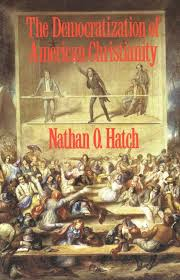 The Democratization of
American Christianity
Nathan O. Hatch